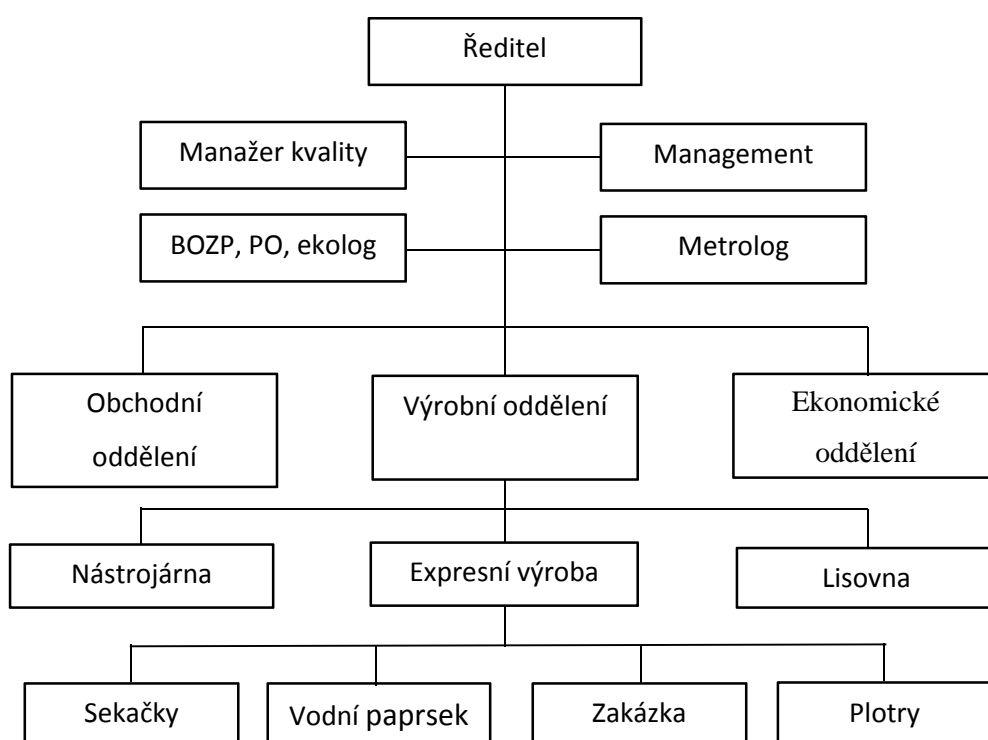 Ředitel
Manažer kvality
Management
BOZP, PO, ekolog
Metrolog
Obchodní
oddělení
Výrobní oddělení
Ekonomické
oddělení
Nástrojárna
Expresní výroba
Lisovna
Sekačky
Vodní paprsek
Zakázka
Plotry